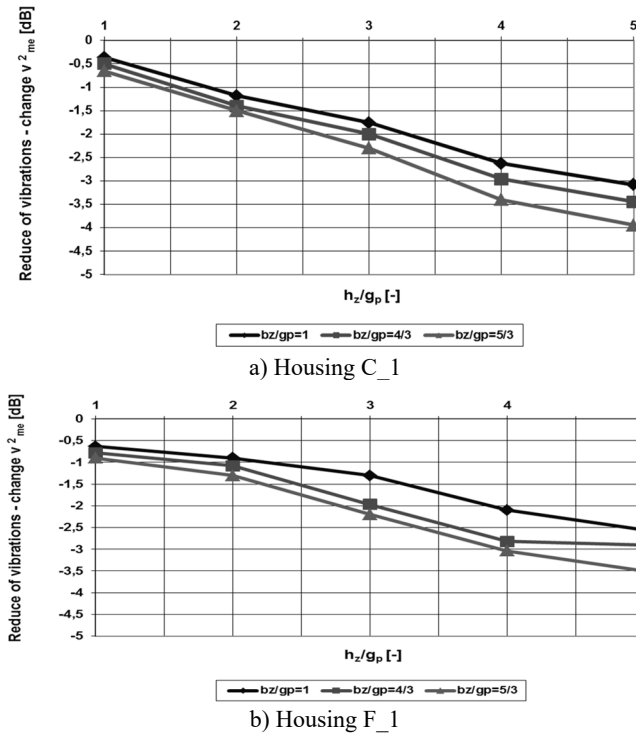 Reduce of vibrations - change v²me [dB]
1 2 3 4 5
0
-0,5
-1
-1,5
-2
-2,5
-3
-3,5
-4
-4,5
-5
hz/gp [-]
bz/gp=1 bz/gp=4/3 bz/gp=5/3
a) Housing C_1
Reduce of vibrations - change v²me [dB]
1 2 3 4
0
-0,5
-1
-1,5
-2
-2,5
-3
-3,5
-4
-4,5
-5
hz/gp [-]
bz/gp=1 bz/gp=4/3 bz/gp=5/3
b) Housing F_1